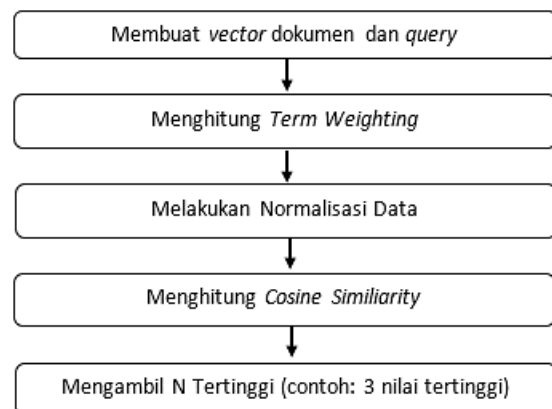 Membuat vector dokumen dan query
Menghitung Term Weighting
Melakukan Normalisasi Data
Menghitung Cosine Similiarity
Mengambil N Tertinggi (contoh: 3 nilai tertinggi)